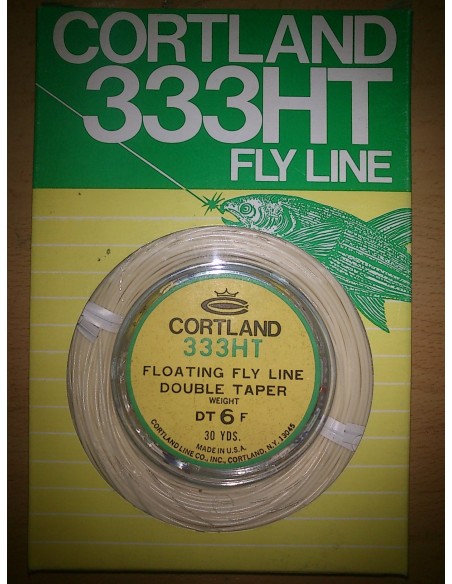 CORTLAND
333HT
FLY LINE
CORTLAND
333HT
FLOATING FLY LINE
DOUBLE TAPER
WEIGHT
DT 6 F
30 YDS.
MADE IN U.S.A.
CORTLAND LINE CO., INC., CORTLAND, N.Y. 13045